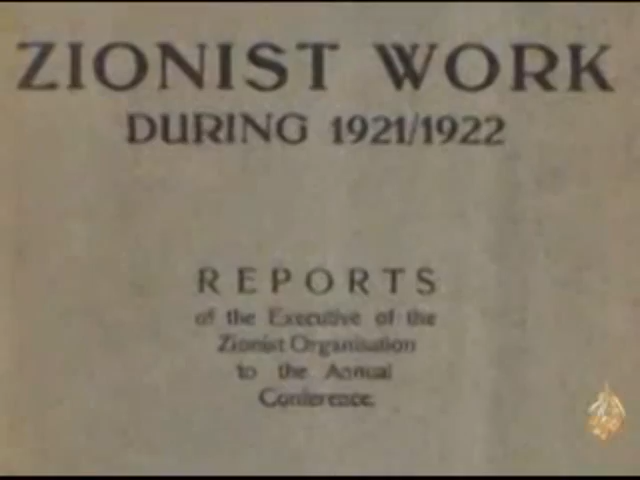 ZIONIST WORK
DURING 1921/1922
REPORTS
of the Executive of the
Zionist Organisation
to the Annual
Conference.